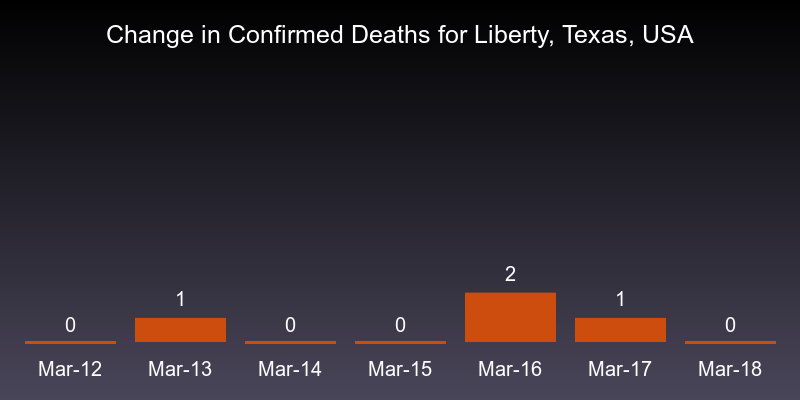 Change in Confirmed Deaths for Liberty, Texas, USA
0 1 0 0 2 1 0
Mar-12 Mar-13 Mar-14 Mar-15 Mar-16 Mar-17 Mar-18